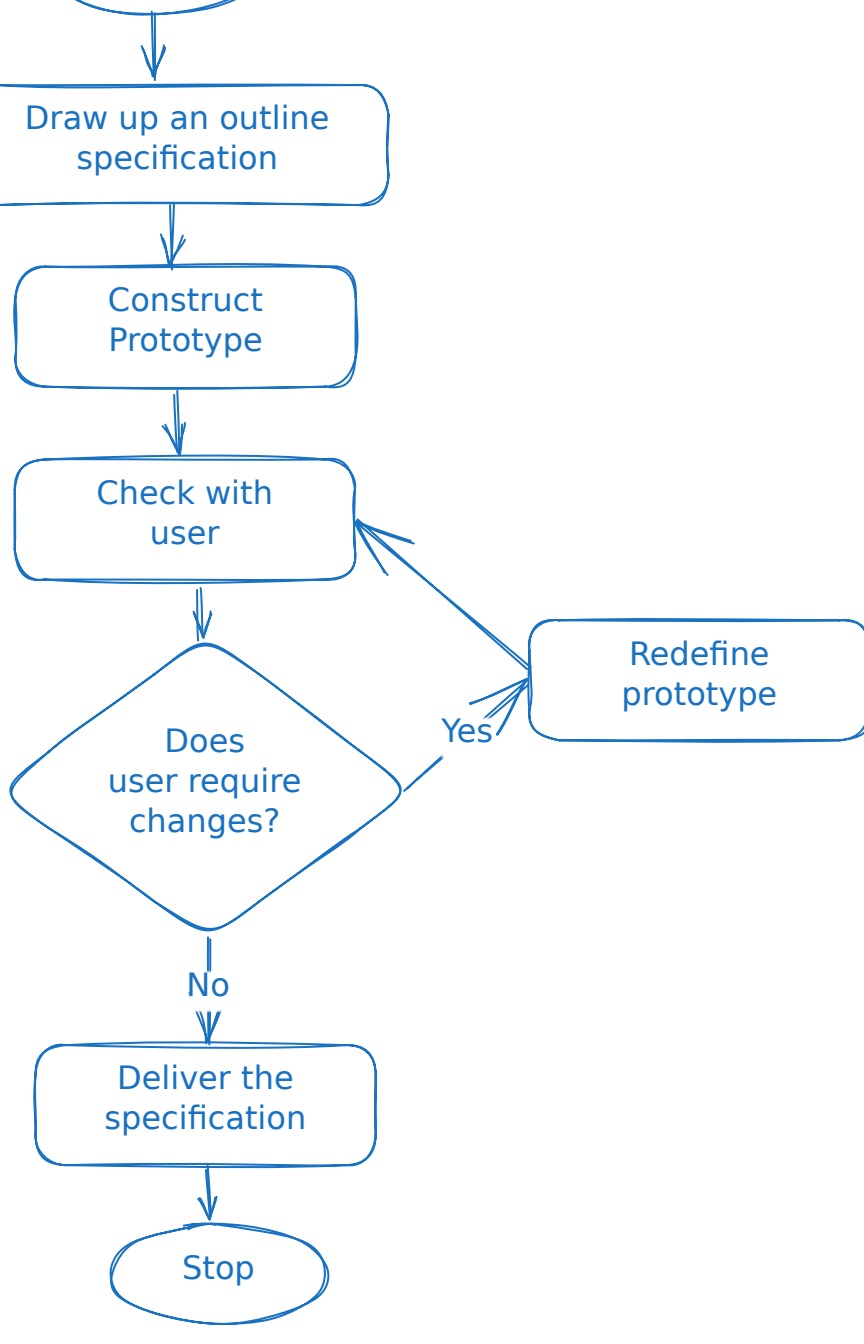 Draw up an outline
specification
Construct
Prototype
Check with
user
Redefine
prototype
Does
user require
changes?
Yes
No
Deliver the
specification
Stop